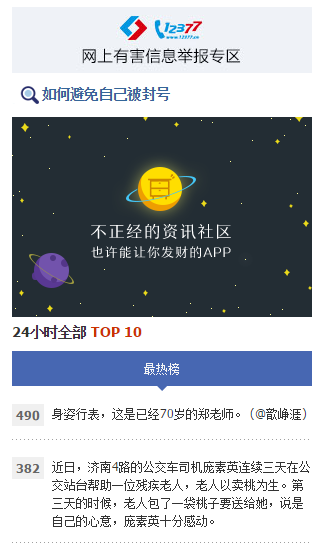 12377
www.12377.cn
网上有害信息举报专区
如何避免自己被封号
不正经的资讯社区
也许能让你发财的APP
24小时全部 TOP 10
最热榜
490 身姿行表，这是已经70岁的郑老师。（@歙峥涯）
382 近日，济南4路的公交车司机庞素英连续三天在公
交站台帮助一位残疾老人，老人以卖桃为生。第
三天的时候，老人包了一袋桃子要送给她，说是
自己的心意，庞素英十分感动。